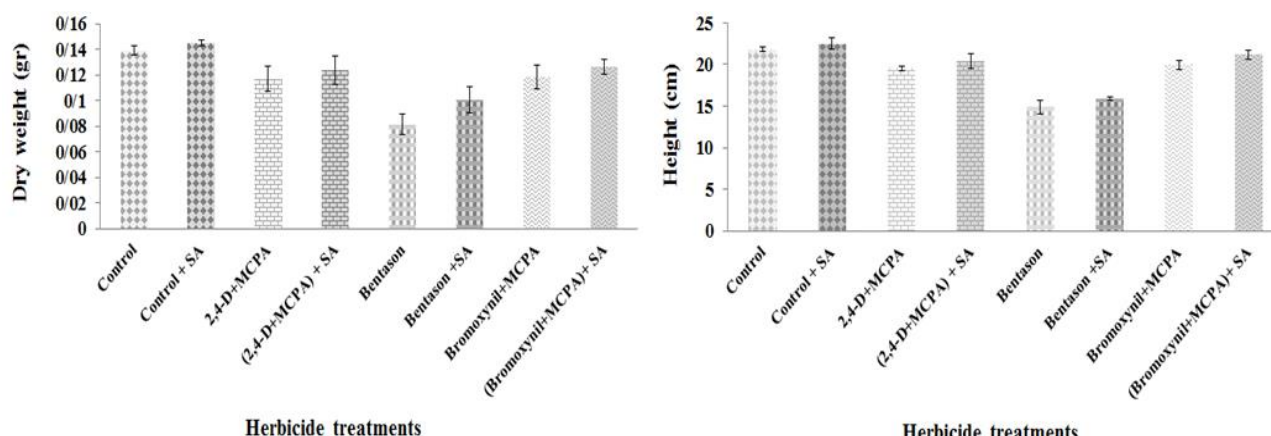 Dry weight (gr)
0/16
0/14
0/12
0/1
0/08
0/06
0/04
0/02
0
Control
Control + SA
2,4-D+MCPA
(2,4-D+MCPA) + SA
Bentason
Bentason +SA
Bromoxynil+MCPA
(Bromoxynil+MCPA)+ SA
Herbicide treatments
Height (cm)
25
20
15
10
5
0
Control
Control + SA
2,4-D+MCPA
(2,4-D+MCPA) + SA
Bentason
Bentason +SA
Bromoxynil+MCPA
(Bromoxynil+MCPA)+ SA
Herbicide treatments